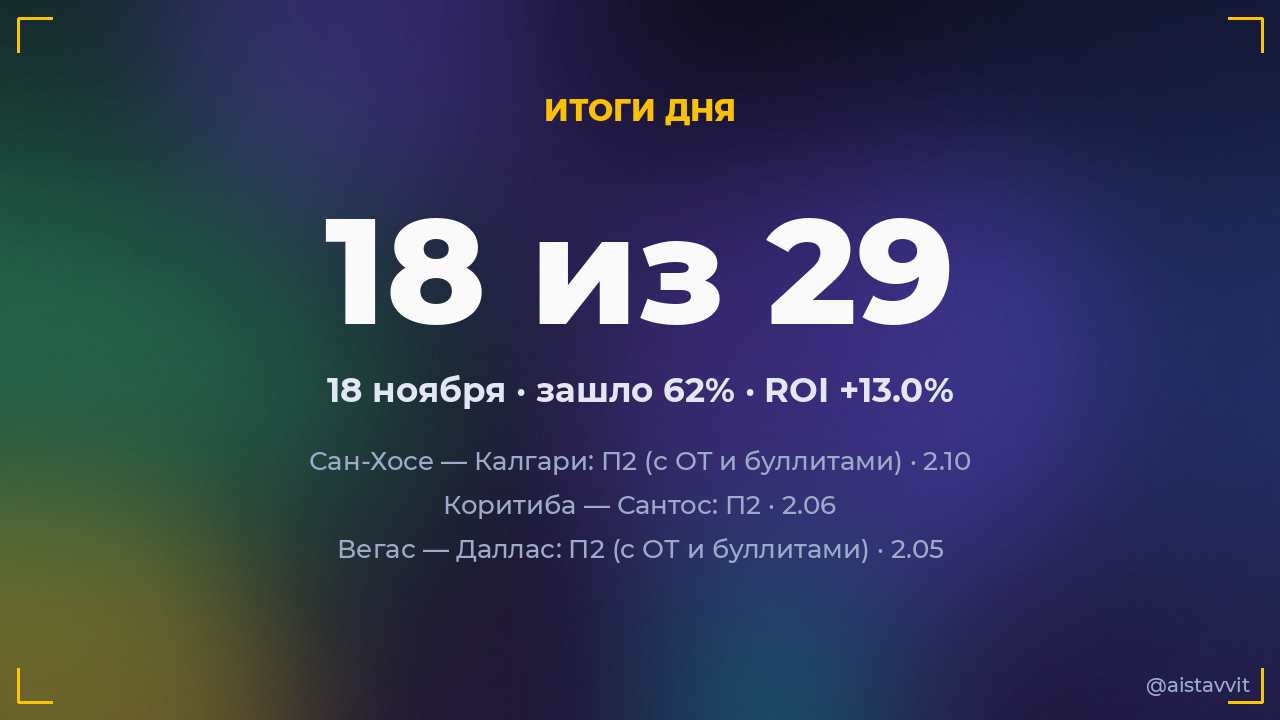 ИТОГИ ДНЯ
18 из 29
18 ноября · зашло 62% · ROI +13.0%
Сан-Хосе — Калгари: П2 (с ОТ и буллитами) · 2.10
Коритиба — Сантос: П2 · 2.06
Вегас — Даллас: П2 (с ОТ и буллитами) · 2.05
@aistavvit